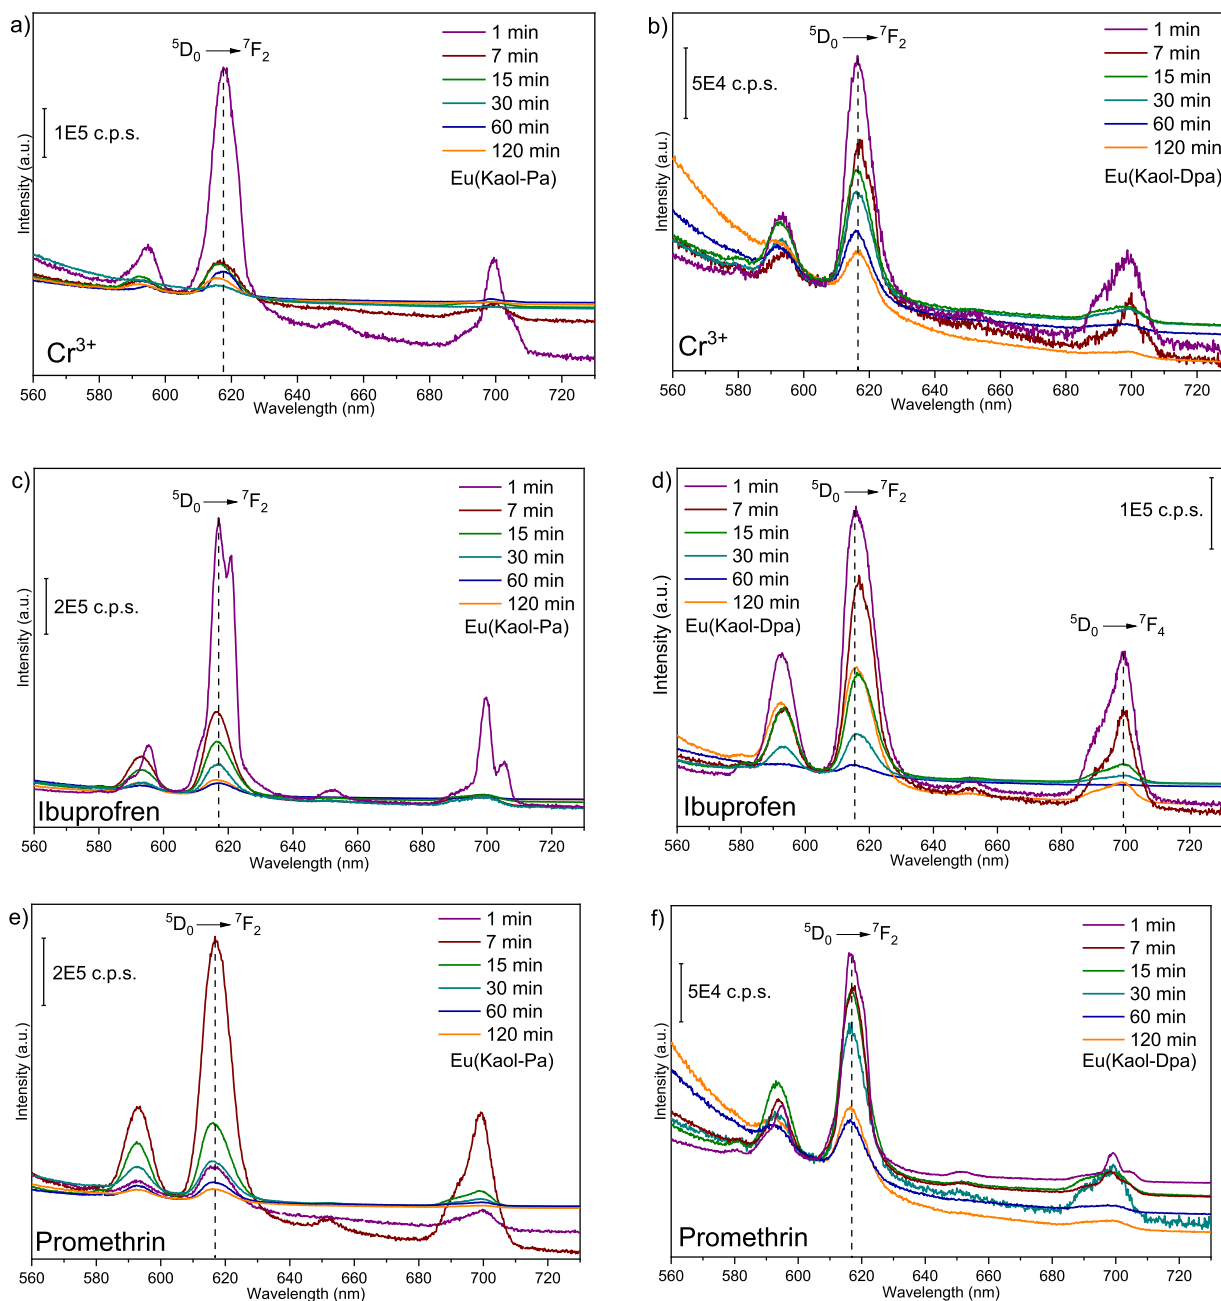 a)
⁵D₀ → ⁷F₂
1 min
7 min
15 min
30 min
60 min
120 min
Eu(Kaol-Pa)
1E5 c.p.s.
Intensity (a.u.)
Cr³⁺
560 580 600 620 640 660 680 700 720
Wavelength (nm)
b)
⁵D₀ → ⁷F₂
1 min
7 min
15 min
30 min
60 min
120 min
Eu(Kaol-Dpa)
5E4 c.p.s.
Intensity (a.u.)
Cr³⁺
560 580 600 620 640 660 680 700 720
Wavelength (nm)
c)
⁵D₀ → ⁷F₂
1 min
7 min
15 min
30 min
60 min
120 min
Eu(Kaol-Pa)
2E5 c.p.s.
Intensity (a.u.)
Ibuprofren
560 580 600 620 640 660 680 700 720
Wavelength (nm)
d)
1 min
7 min
15 min
30 min
60 min
120 min
Eu(Kaol-Dpa)
⁵D₀ → ⁷F₂
1E5 c.p.s.
⁵D₀ → ⁷F₄
Intensity (a.u.)
Ibuprofen
560 580 600 620 640 660 680 700 720
Wavelength (nm)
e)
⁵D₀ → ⁷F₂
1 min
7 min
15 min
30 min
60 min
120 min
Eu(Kaol-Pa)
2E5 c.p.s.
Intensity (a.u.)
Promethrin
560 580 600 620 640 660 680 700 720
Wavelength (nm)
f)
⁵D₀ → ⁷F₂
1 min
7 min
15 min
30 min
60 min
120 min
Eu(Kaol-Dpa)
5E4 c.p.s.
Intensity (a.u.)
Promethrin
560 580 600 620 640 660 680 700 720
Wavelength (nm)